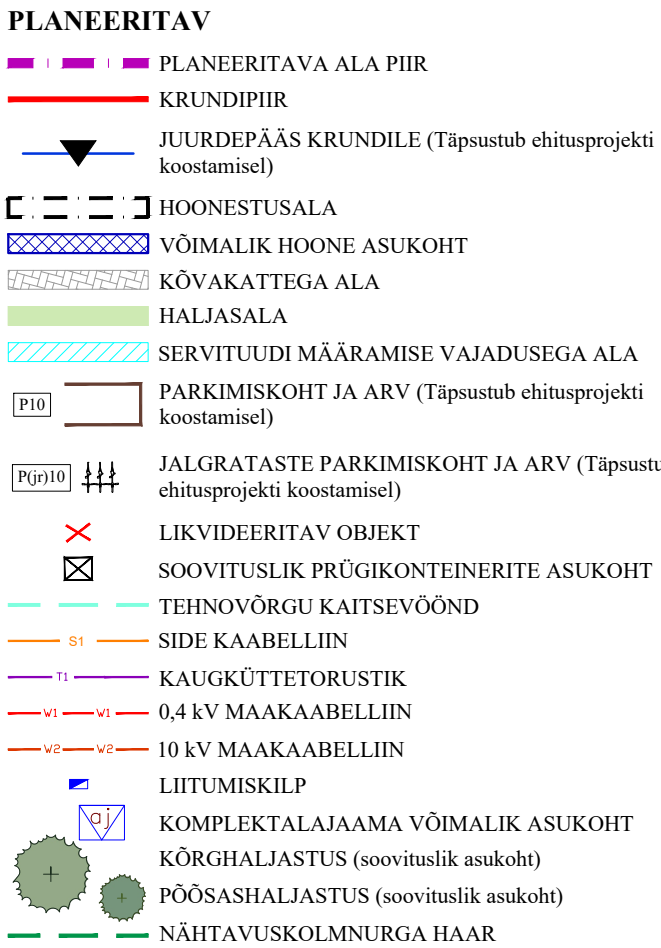 PLANEERITAV
PLANEERITAVA ALA PIIR
KRUNDIPIIR
JUURDEPÄÄS KRUNDILE (Täpsustub ehitusprojekti
koostamisel)
HOONESTUSALA
VÕIMALIK HOONE ASUKOHT
KÕVAKATTEGA ALA
HALJASALA
SERVITUUDI MÄÄRAMISE VAJADUSEGA ALA
P10 PARKIMISKOHT JA ARV (Täpsustub ehitusprojekti
koostamisel)
P(jr)10 JALGRATASTE PARKIMISKOHT JA ARV (Täpsustu
ehitusprojekti koostamisel)
LIKVIDEERITAV OBJEKT
SOOVITUSLIK PRÜGIKONTEINERITE ASUKOHT
TEHNOVÕRGU KAITSEVÖÖND
S1 SIDE KAABELLIIN
T1 KAUGKÜTTETORUSTIK
W1 W1 0,4 kV MAAKAABELLIIN
W2 W2 10 kV MAAKAABELLIIN
LIITUMISKILP
aj KOMPLEKTALAJAAMA VÕIMALIK ASUKOHT
KÕRGHALJASTUS (soovituslik asukoht)
PÕÕSASHALJASTUS (soovituslik asukoht)
NÄHTAVUSKOLMNURGA HAAR